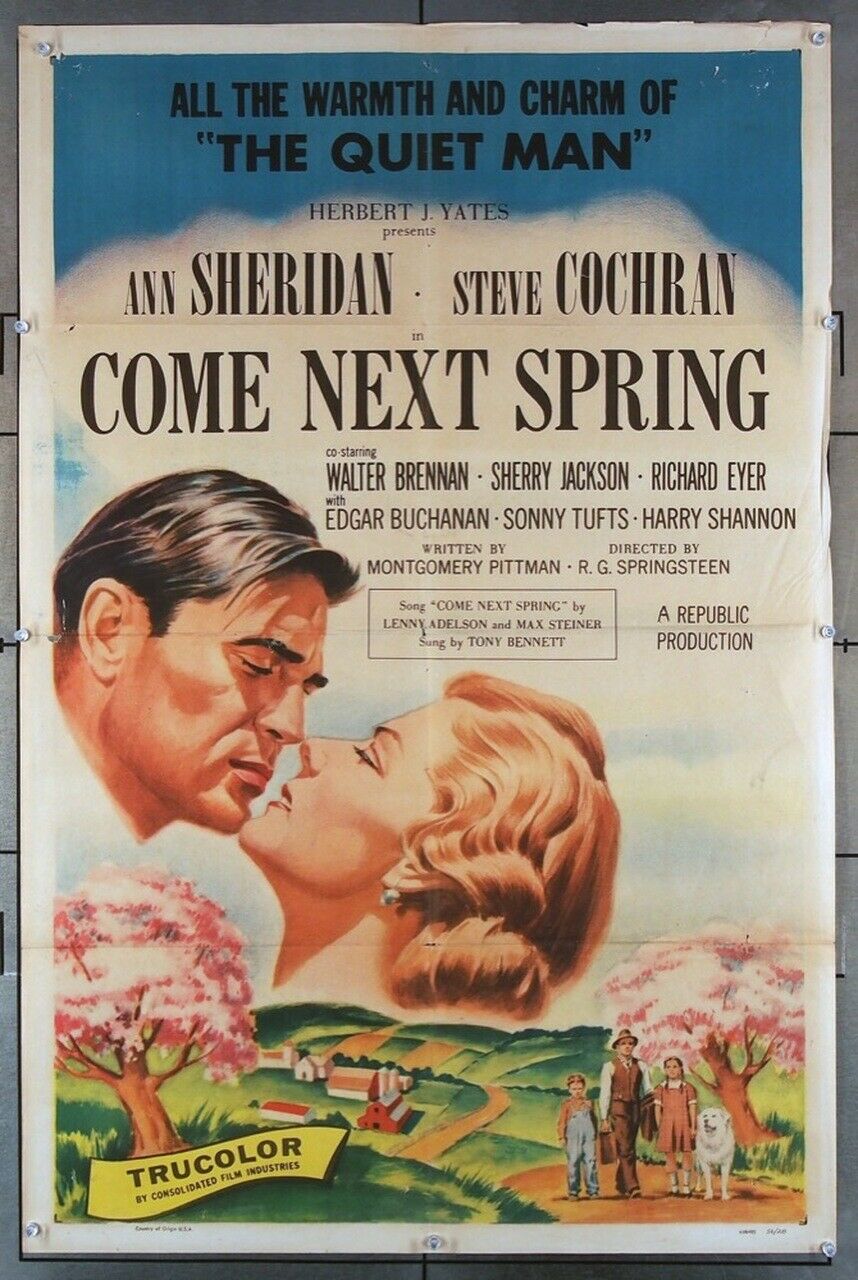 ALL THE WARMTH AND CHARM OF
"THE QUIET MAN"
HERBERT J. YATES
presents
ANN SHERIDAN · STEVE COCHRAN
in
COME NEXT SPRING
co-starring
WALTER BRENNAN · SHERRY JACKSON · RICHARD EYER
with
EDGAR BUCHANAN · SONNY TUFTS · HARRY SHANNON
WRITTEN BY
MONTGOMERY PITTMAN ·
DIRECTED BY
R. G. SPRINGSTEEN
Song "COME NEXT SPRING" by
LENNY ADELSON and MAX STEINER
Sung by TONY BENNETT
A REPUBLIC
PRODUCTION
TRUCOLOR
BY CONSOLIDATED FILM INDUSTRIES
Country of Origin U.S.A.